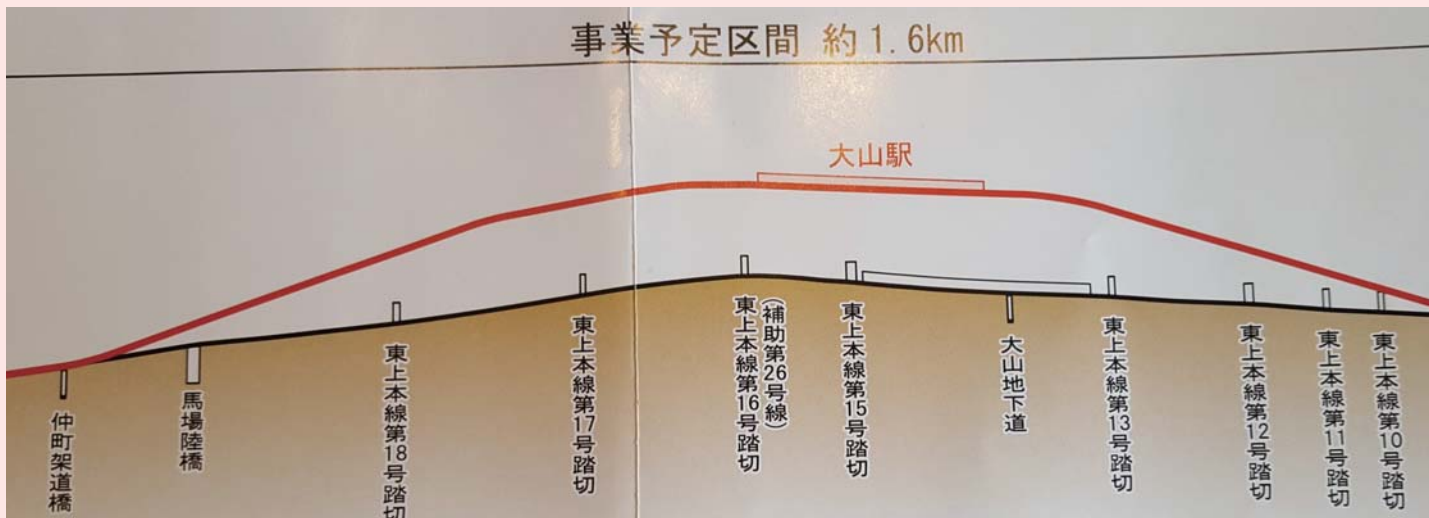 事業予定区間 約1.6km
大山駅
仲町架道橋
馬場陸橋
東上本線第18号踏切
東上本線第17号踏切
東上本線第16号踏切
(補助第26号線)
東上本線第15号踏切
大山地下道
東上本線第13号踏切
東上本線第12号踏切
東上本線第11号踏切
東上本線第10号踏切